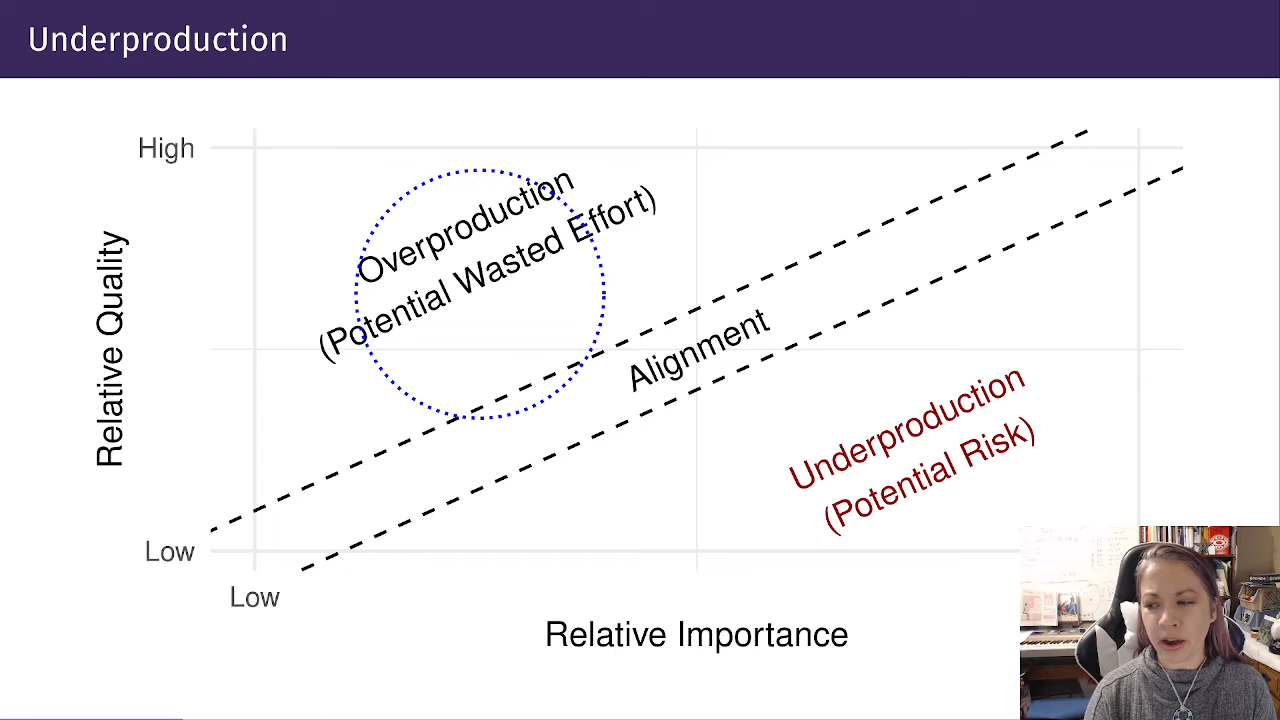 Underproduction
High
Overproduction
(Potential Wasted Effort)
Relative Quality
Alignment
Underproduction
(Potential Risk)
Low
Low
Relative Importance